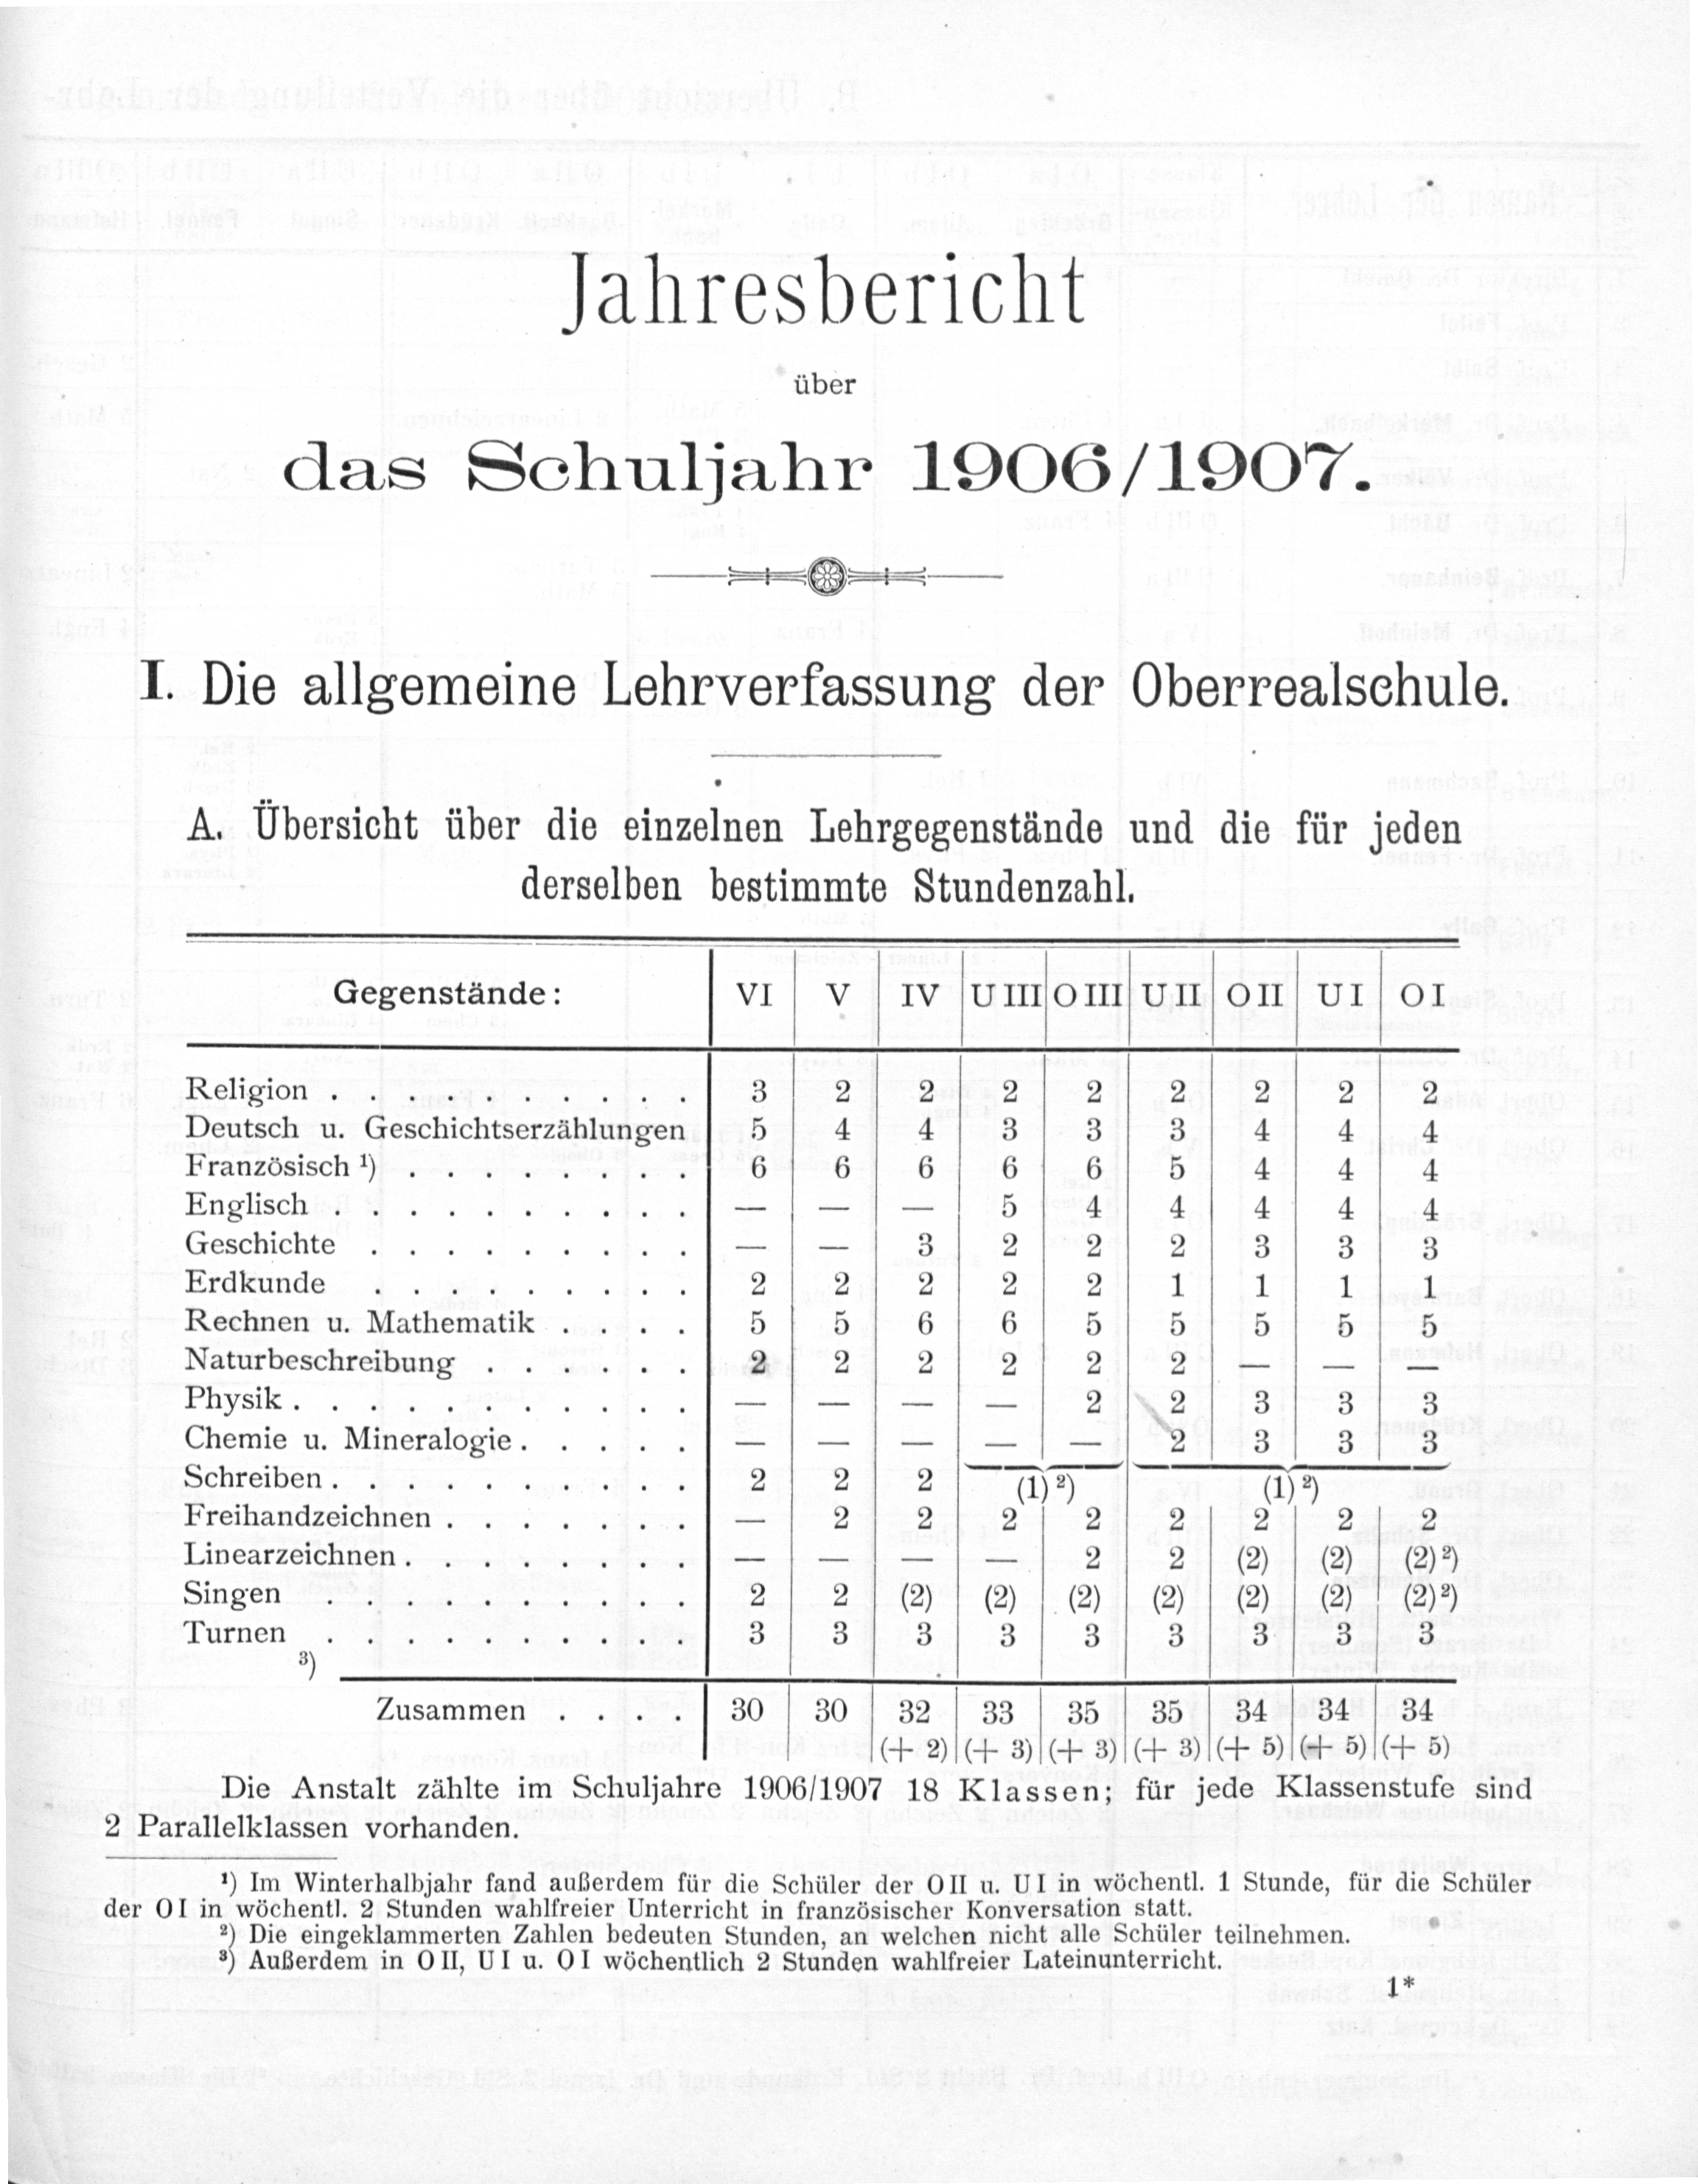 Jahresbericht
über
das Schuljahr 1906/1907.
I. Die allgemeine Lehrverfassung der Oberrealschule.
A. Übersicht über die einzelnen Lehrgegenstände und die für jeden
derselben bestimmte Stundenzahl.
Gegenstände: VI V IV U III O III U II O II U I O I
Religion . . . . . . . . . . 3 2 2 2 2 2 2 2 2
Deutsch u. Geschichtserzählungen 5 4 4 3 3 3 4 4 4
Französisch ¹) . . . . . . . . 6 6 6 6 6 5 4 4 4
Englisch . . . . . . . . . . — — — 5 4 4 4 4 4
Geschichte . . . . . . . . . — — 3 2 2 2 3 3 3
Erdkunde . . . . . . . . . 2 2 2 2 2 1 1 1 1
Rechnen u. Mathematik . . . . 5 5 6 6 5 5 5 5 5
Naturbeschreibung . . . . . . 2 2 2 2 2 2 — — —
Physik . . . . . . . . . . . — — — — 2 2 3 3 3
Chemie u. Mineralogie . . . . . — — — — — 2 3 3 3
Schreiben . . . . . . . . . . 2 2 2 (1) ²) (1) ²)
Freihandzeichnen . . . . . . . — 2 2 2 2 2 2 2 2
Linearzeichnen . . . . . . . . — — — — 2 2 (2) (2) (2) ²)
Singen . . . . . . . . . . 2 2 (2) (2) (2) (2) (2) (2) (2) ²)
Turnen . . . . . . . . . . 3 3 3 3 3 3 3 3 3
³)
Zusammen . . . . 30 30 32 33 35 35 34 34 34
(+ 2) (+ 3) (+ 3) (+ 3) (+ 5) (+ 5) (+ 5)
Die Anstalt zählte im Schuljahre 1906/1907 18 Klassen; für jede Klassenstufe sind
2 Parallelklassen vorhanden.
¹) Im Winterhalbjahr fand außerdem für die Schüler der O II u. U I in wöchentl. 1 Stunde, für die Schüler
der O I in wöchentl. 2 Stunden wahlfreier Unterricht in französischer Konversation statt.
²) Die eingeklammerten Zahlen bedeuten Stunden, an welchen nicht alle Schüler teilnehmen.
³) Außerdem in O II, U I u. O I wöchentlich 2 Stunden wahlfreier Lateinunterricht.
1*